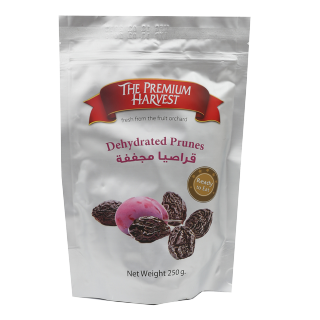 THE PREMIUM
HARVEST
fresh from the fruit orchard
Dehydrated Prunes
قراصيا مجففة
Ready
to Eat
Net Weight 250 g.